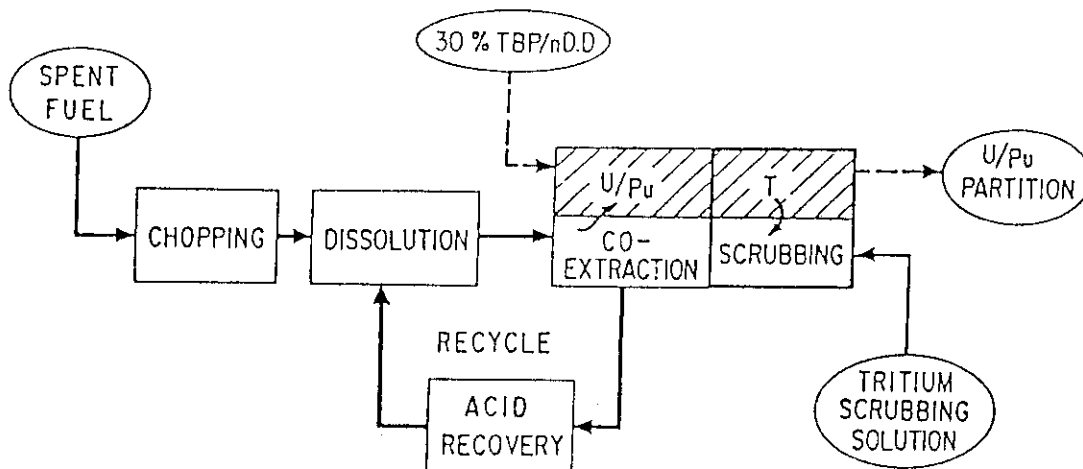 30 % TBP/nD.D
SPENT
FUEL
U/Pu
PARTITION
U/Pu
T
CHOPPING
DISSOLUTION
CO-
EXTRACTION
SCRUBBING
RECYCLE
ACID
RECOVERY
TRITIUM
SCRUBBING
SOLUTION